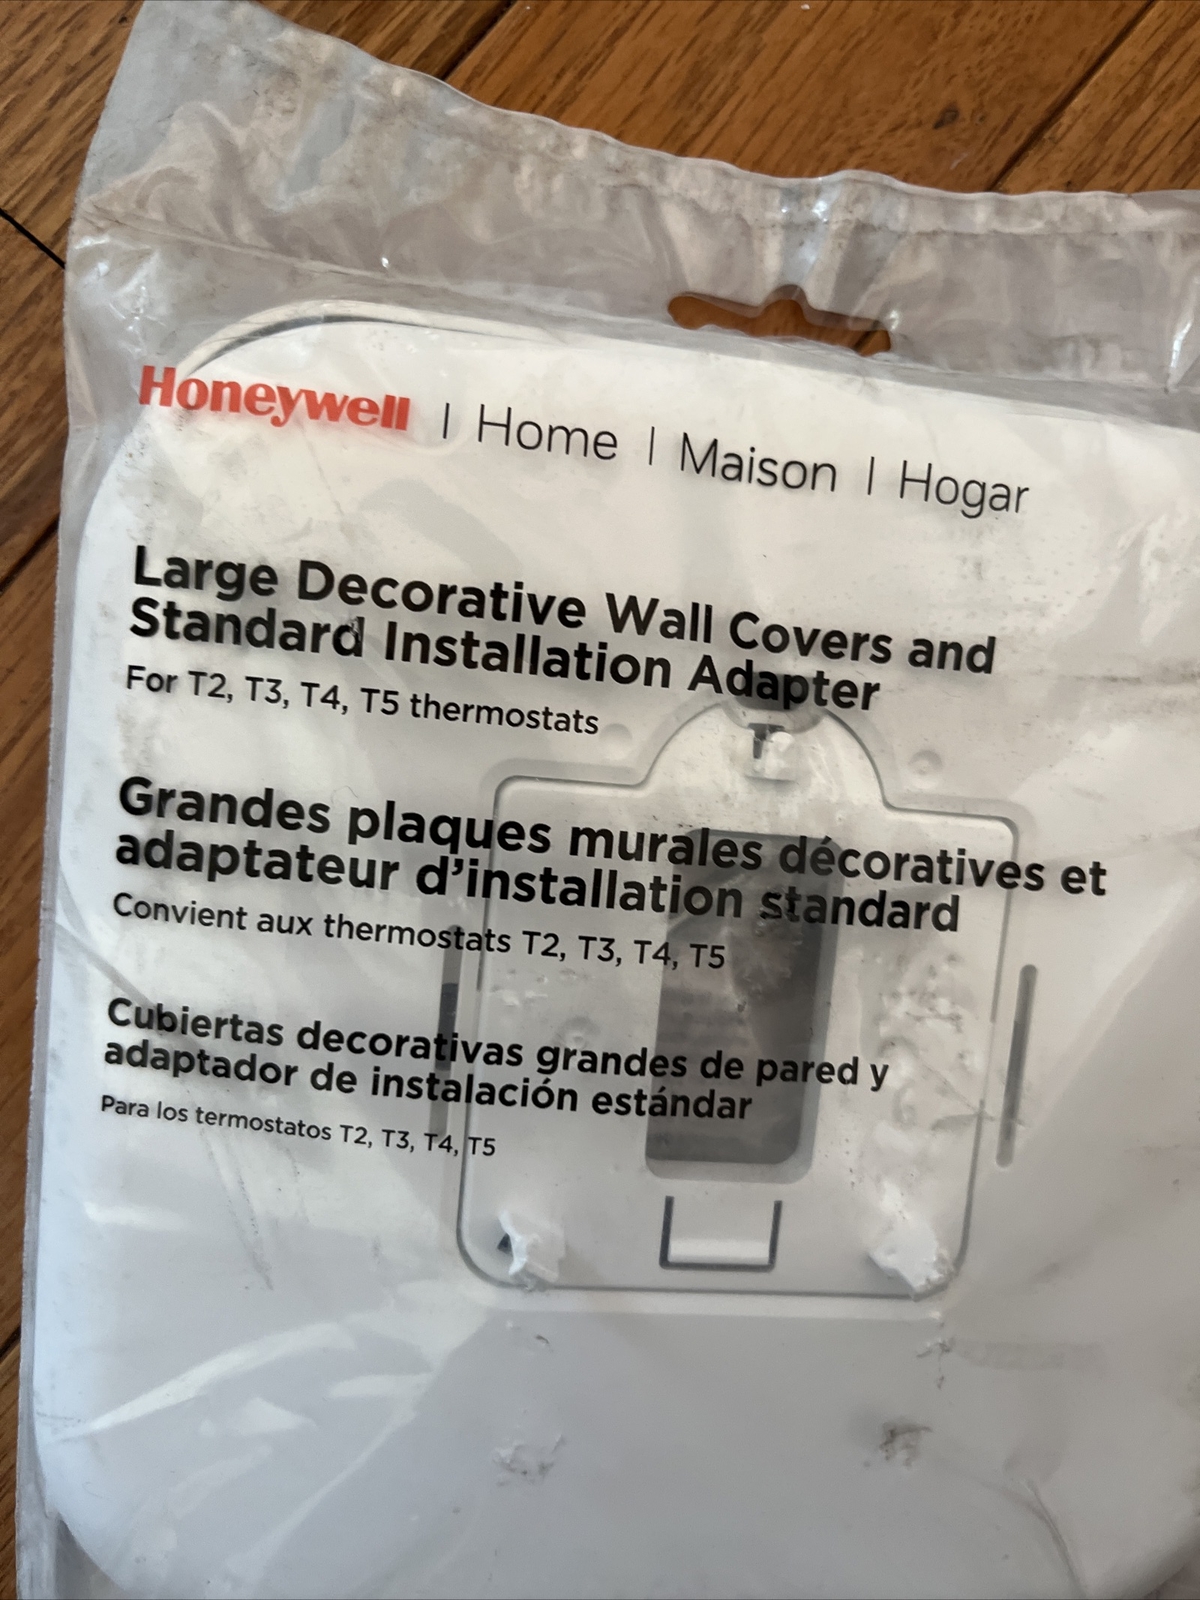 Honeywell | Home | Maison | Hogar
Large Decorative Wall Covers and
Standard Installation Adapter
For T2, T3, T4, T5 thermostats
Grandes plaques murales décoratives et
adaptateur d'installation standard
Convient aux thermostats T2, T3, T4, T5
Cubiertas decorativas grandes de pared y
adaptador de instalación estándar
Para los termostatos T2, T3, T4, T5